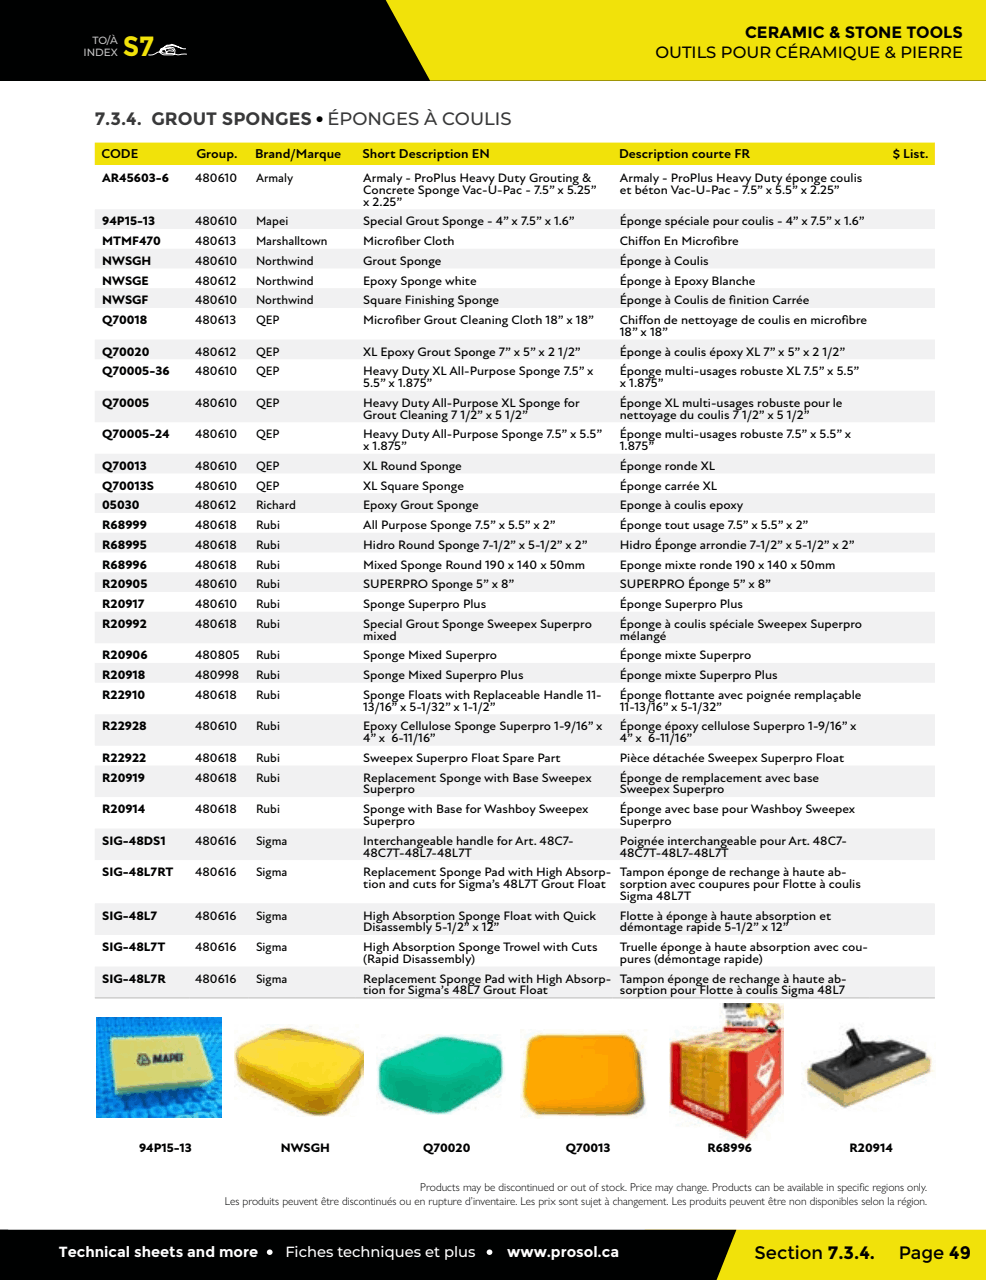 TO/À
INDEX S7
CERAMIC & STONE TOOLS
OUTILS POUR CÉRAMIQUE & PIERRE
7.3.4. GROUT SPONGES • ÉPONGES À COULIS
CODE Group. Brand/Marque Short Description EN Description courte FR $ List.
AR45603-6 480610 Armaly Armaly - ProPlus Heavy Duty Grouting & Armaly - ProPlus Heavy Duty éponge coulis
Concrete Sponge Vac-U-Pac - 7.5” x 5.25” et béton Vac-U-Pac - 7.5” x 5.5” x 2.25”
x 2.25”
94P15-13 480610 Mapei Special Grout Sponge - 4” x 7.5” x 1.6” Éponge spéciale pour coulis - 4” x 7.5” x 1.6”
MTMF470 480613 Marshalltown Microfiber Cloth Chiffon En Microfibre
NWSGH 480610 Northwind Grout Sponge Éponge à Coulis
NWSGE 480612 Northwind Epoxy Sponge white Éponge à Epoxy Blanche
NWSGF 480610 Northwind Square Finishing Sponge Éponge à Coulis de finition Carrée
Q70018 480613 QEP Microfiber Grout Cleaning Cloth 18” x 18” Chiffon de nettoyage de coulis en microfibre
18” x 18”
Q70020 480612 QEP XL Epoxy Grout Sponge 7” x 5” x 2 1/2” Éponge à coulis époxy XL 7” x 5” x 2 1/2”
Q70005-36 480610 QEP Heavy Duty XL All-Purpose Sponge 7.5” x Éponge multi-usages robuste XL 7.5” x 5.5”
5.5” x 1.875” x 1.875”
Q70005 480610 QEP Heavy Duty All-Purpose XL Sponge for Éponge XL multi-usages robuste pour le
Grout Cleaning 7 1/2” x 5 1/2” nettoyage du coulis 7 1/2” x 5 1/2”
Q70005-24 480610 QEP Heavy Duty All-Purpose Sponge 7.5” x 5.5” Éponge multi-usages robuste 7.5” x 5.5” x
x 1.875” 1.875”
Q70013 480610 QEP XL Round Sponge Éponge ronde XL
Q70013S 480610 QEP XL Square Sponge Éponge carrée XL
05030 480612 Richard Epoxy Grout Sponge Eponge à coulis epoxy
R68999 480618 Rubi All Purpose Sponge 7.5” x 5.5” x 2” Éponge tout usage 7.5” x 5.5” x 2”
R68995 480618 Rubi Hidro Round Sponge 7-1/2” x 5-1/2” x 2” Hidro Éponge arrondie 7-1/2” x 5-1/2” x 2”
R68996 480618 Rubi Mixed Sponge Round 190 x 140 x 50mm Eponge mixte ronde 190 x 140 x 50mm
R20905 480610 Rubi SUPERPRO Sponge 5” x 8” SUPERPRO Éponge 5” x 8”
R20917 480610 Rubi Sponge Superpro Plus Éponge Superpro Plus
R20992 480618 Rubi Special Grout Sponge Sweepex Superpro Éponge à coulis spéciale Sweepex Superpro
mixed mélangé
R20906 480805 Rubi Sponge Mixed Superpro Éponge mixte Superpro
R20918 480998 Rubi Sponge Mixed Superpro Plus Éponge mixte Superpro Plus
R22910 480618 Rubi Sponge Floats with Replaceable Handle 11- Éponge flottante avec poignée remplaçable
13/16” x 5-1/32” x 1-1/2” 11-13/16” x 5-1/32”
R22928 480610 Rubi Epoxy Cellulose Sponge Superpro 1-9/16” x Éponge époxy cellulose Superpro 1-9/16” x
4” x 6-11/16” 4” x 6-11/16”
R22922 480618 Rubi Sweepex Superpro Float Spare Part Pièce détachée Sweepex Superpro Float
R20919 480618 Rubi Replacement Sponge with Base Sweepex Éponge de remplacement avec base
Superpro Sweepex Superpro
R20914 480618 Rubi Sponge with Base for Washboy Sweepex Éponge avec base pour Washboy Sweepex
Superpro Superpro
SIG-48DS1 480616 Sigma Interchangeable handle for Art. 48C7- Poignée interchangeable pour Art. 48C7-
48C7T-48L7-48L7T 48C7T-48L7-48L7T
SIG-48L7RT 480616 Sigma Replacement Sponge Pad with High Absorp- Tampon éponge de rechange à haute ab-
tion and cuts for Sigma’s 48L7T Grout Float sorption avec coupures pour Flotte à coulis
Sigma 48L7T
SIG-48L7 480616 Sigma High Absorption Sponge Float with Quick Flotte à éponge à haute absorption et
Disassembly 5-1/2” x 12” démontage rapide 5-1/2” x 12”
SIG-48L7T 480616 Sigma High Absorption Sponge Trowel with Cuts Truelle éponge à haute absorption avec cou-
(Rapid Disassembly) pures (démontage rapide)
SIG-48L7R 480616 Sigma Replacement Sponge Pad with High Absorp- Tampon éponge de rechange à haute ab-
tion for Sigma’s 48L7 Grout Float sorption pour Flotte à coulis Sigma 48L7
MAPEI
94P15-13 NWSGH Q70020 Q70013 R68996 R20914
Products may be discontinued or out of stock. Price may change. Products can be available in specific regions only.
Les produits peuvent être discontinués ou en rupture d’inventaire. Les prix sont sujet à changement. Les produits peuvent être non disponibles selon la région.
Technical sheets and more • Fiches techniques et plus • www.prosol.ca
Section 7.3.4. Page 49